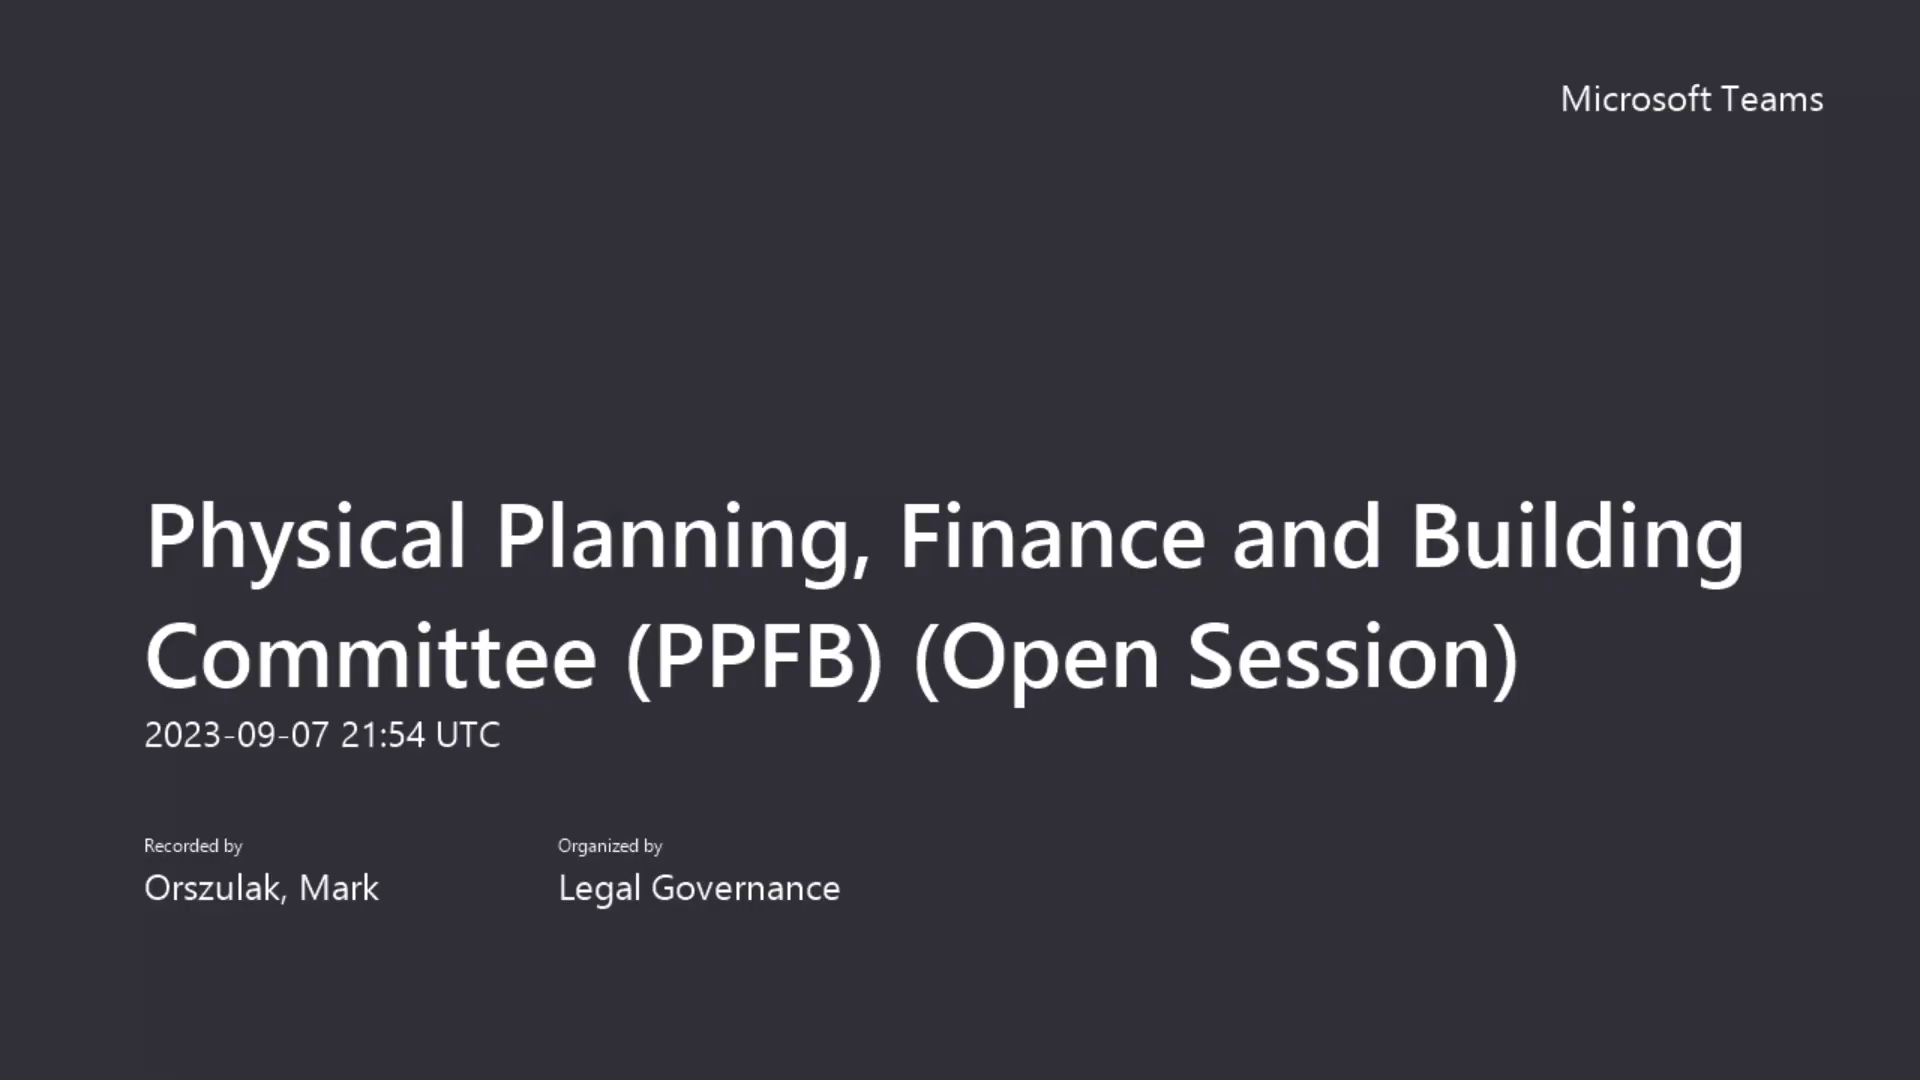 Microsoft Teams
Physical Planning, Finance and Building
Committee (PPFB) (Open Session)
2023-09-07 21:54 UTC
Recorded by
Orszulak, Mark
Organized by
Legal Governance